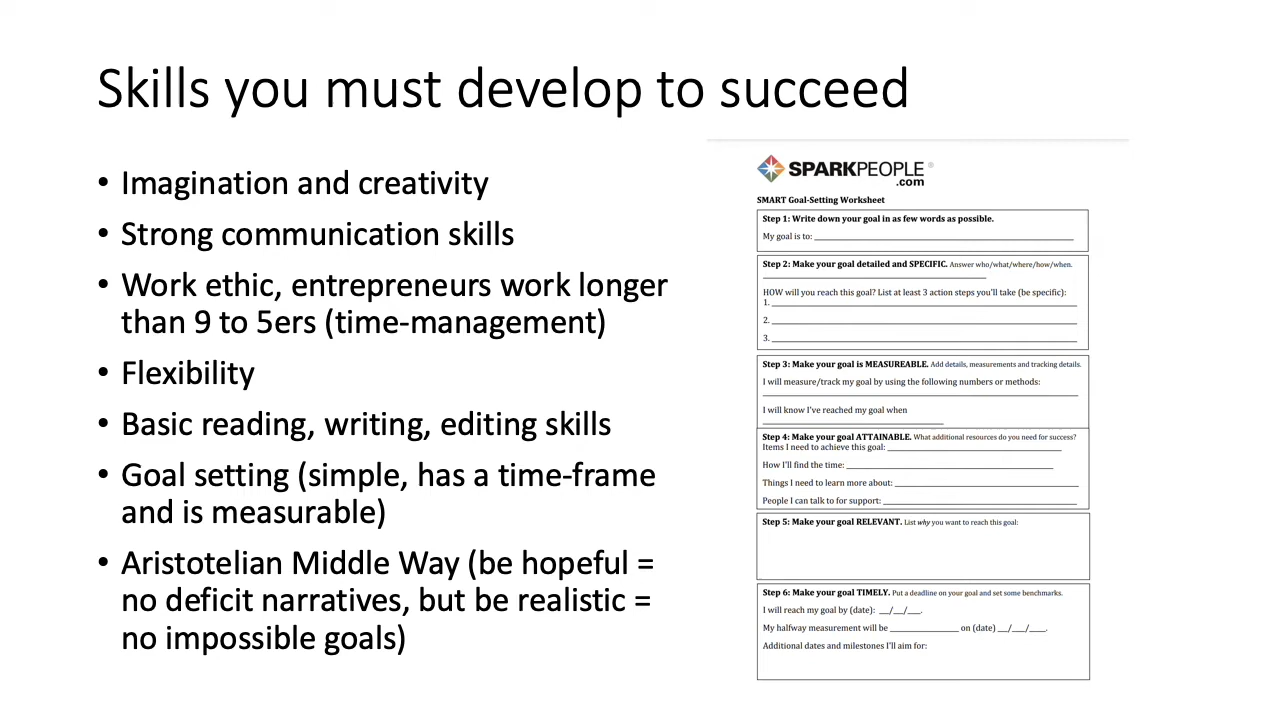 Skills you must develop to succeed
• Imagination and creativity
• Strong communication skills
• Work ethic, entrepreneurs work longer
than 9 to 5ers (time-management)
• Flexibility
• Basic reading, writing, editing skills
• Goal setting (simple, has a time-frame
and is measurable)
• Aristotelian Middle Way (be hopeful =
no deficit narratives, but be realistic =
no impossible goals)
SPARKPEOPLE®
.com
SMART Goal-Setting Worksheet
Step 1: Write down your goal in as few words as possible.
My goal is to: ____________
Step 2: Make your goal detailed and SPECIFIC. Answer who/what/where/how/when.
____________
HOW will you reach this goal? List at least 3 action steps you'll take (be specific):
1. ____________
2. ____________
3. ____________
Step 3: Make your goal is MEASUREABLE. Add details, measurements and tracking details.
I will measure/track my goal by using the following numbers or methods:
____________
I will know I've reached my goal when
____________
Step 4: Make your goal ATTAINABLE. What additional resources do you need for success?
Items I need to achieve this goal: ____________
How I'll find the time: ____________
Things I need to learn more about: ____________
People I can talk to for support: ____________
Step 5: Make your goal RELEVANT. List why you want to reach this goal:
Step 6: Make your goal TIMELY. Put a deadline on your goal and set some benchmarks.
I will reach my goal by (date): __/__/___.
My halfway measurement will be ____________ on (date) __/___/____.
Additional dates and milestones I'll aim for: